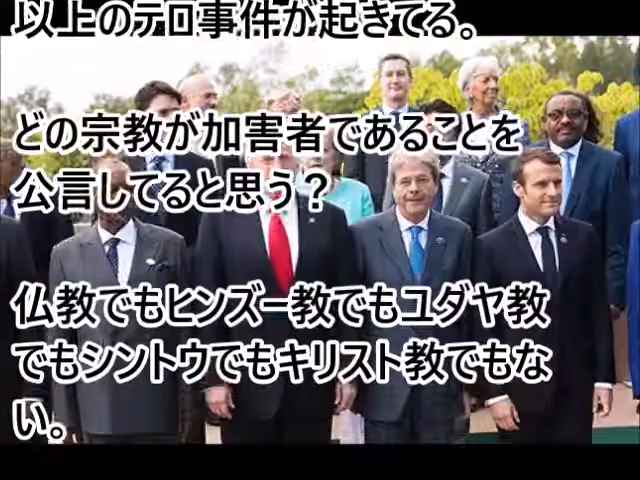 以上のテロ事件が起きてる。
どの宗教が加害者であることを
公言してると思う？
仏教でもヒンズー教でもユダヤ教
でもシントウでもキリスト教でもな
い。